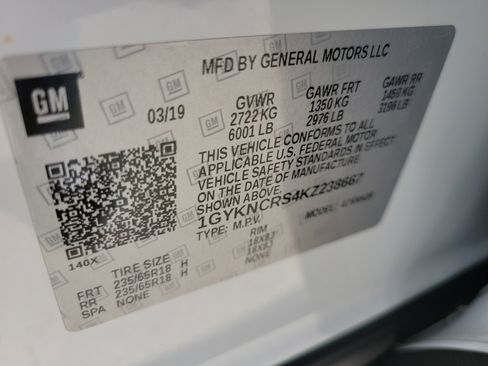 GM
MFD BY GENERAL MOTORS LLC
03/19
GVWR GAWR FRT GAWR RR
2722 KG 1350 KG 1450 KG
6001 LB 2976 LB 3196 LB
THIS VEHICLE CONFORMS TO ALL
APPLICABLE U.S. FEDERAL MOTOR
VEHICLE SAFETY STANDARDS IN EFFECT
ON THE DATE OF MANUFACTURE.
SHOWN ABOVE.
1GYKNCRS4KZ238667
TYPE: M.P.V. MODEL:
140X
TIRE SIZE RIM
FRT 235/65R18 H 18X8J
RR 235/65R18 H 18X8J
SPA NONE NONE